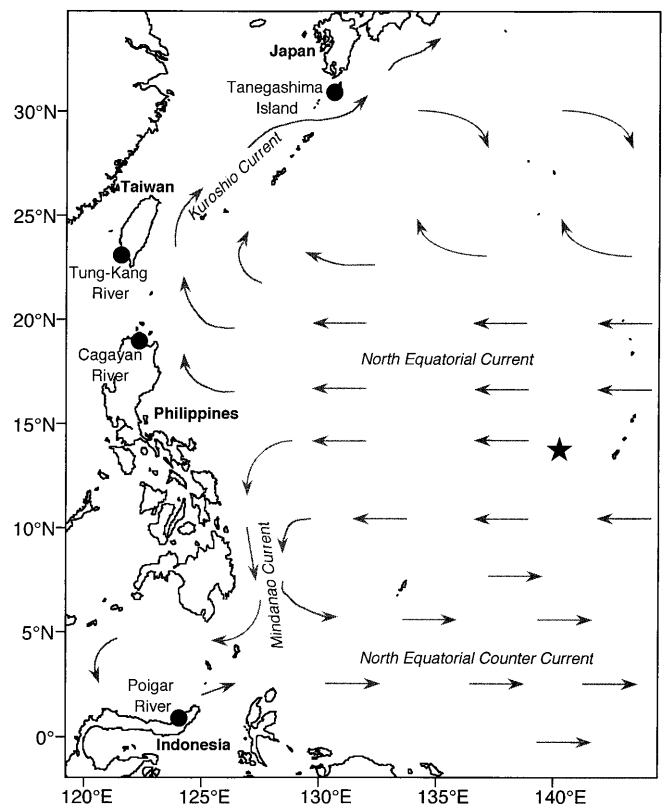 Japan
Tanegashima
Island
30°N
Kuroshio Current
Taiwan
25°N
Tung-Kang
River
20°N
Cagayan
River
North Equatorial Current
15°N
Philippines
10°N
Mindanao Current
5°N
North Equatorial Counter Current
Poigar
River
0°
Indonesia
120°E
125°E
130°E
135°E
140°E